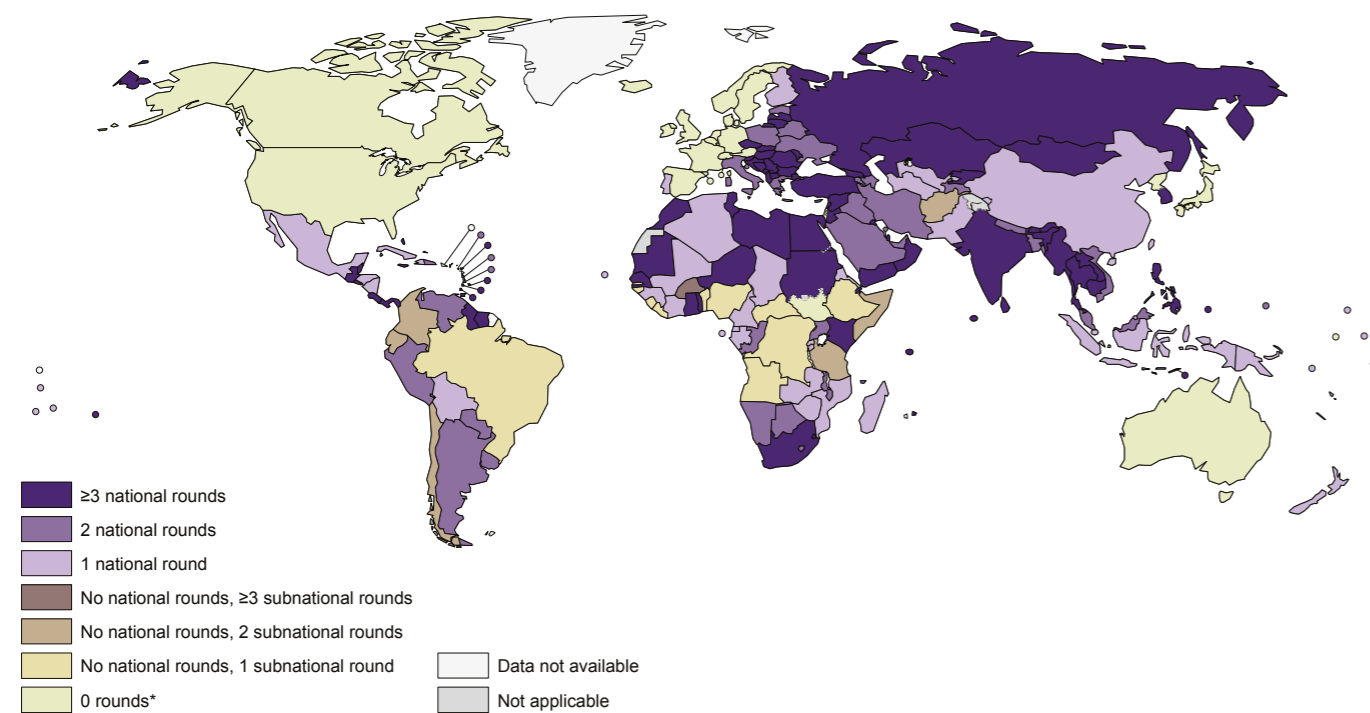 ≥3 national rounds
2 national rounds
1 national round
No national rounds, ≥3 subnational rounds
No national rounds, 2 subnational rounds
No national rounds, 1 subnational round
0 rounds*
Data not available
Not applicable